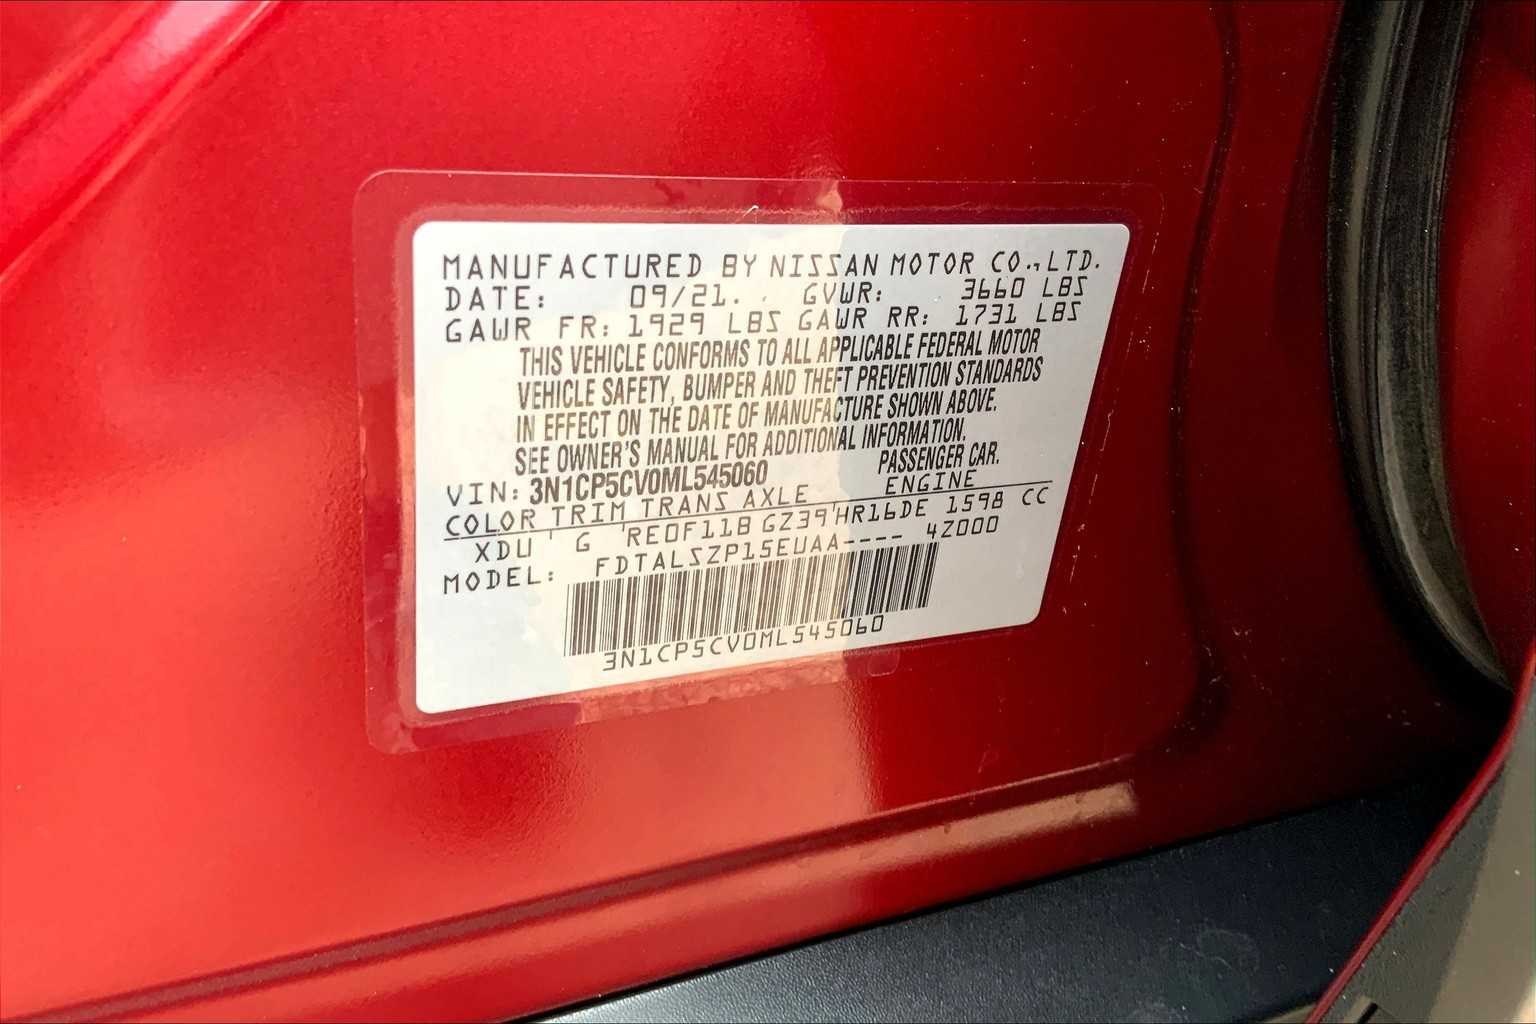 MANUFACTURED BY NISSAN MOTOR CO.,LTD.
DATE: 09/21. GVWR: 3660 LBS
GAWR FR: 1929 LBS GAWR RR: 1731 LBS
THIS VEHICLE CONFORMS TO ALL APPLICABLE FEDERAL MOTOR
VEHICLE SAFETY, BUMPER AND THEFT PREVENTION STANDARDS
IN EFFECT ON THE DATE OF MANUFACTURE SHOWN ABOVE.
SEE OWNER'S MANUAL FOR ADDITIONAL INFORMATION.
VIN: 3N1CP5CV0ML545060 PASSENGER CAR.
COLOR TRIM TRANS AXLE ENGINE
XDU ' G 'RE0F11B GZ39'HR16DE 1598 CC
MODEL: FDTALSZP15EUAA---- 4Z000
3N1CP5CV0ML545060